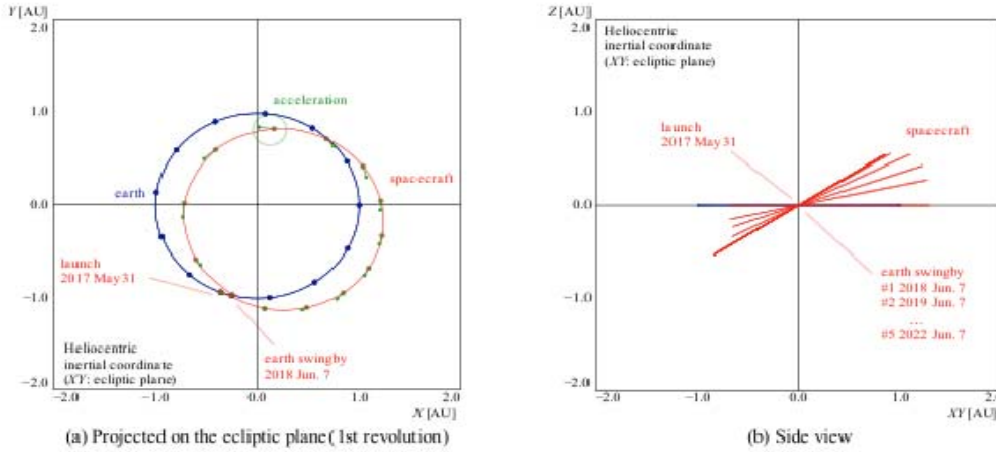 Y [AU]
2.0
1.0
0.0
−1.0
−2.0
acceleration
earth
spacecraft
launch
2017 May 31
earth swingby
2018 Jun. 7
Heliocentric
inertial coordinate
(XY: ecliptic plane)
−2.0 −1.0 0.0 1.0 2.0
X [AU]
(a) Projected on the ecliptic plane (1st revolution)
Z [AU]
2.0
1.0
0.0
−1.0
−2.0
Heliocentric
inertial coordinate
(XY: ecliptic plane)
launch
2017 May 31
spacecraft
earth swingby
#1 2018 Jun. 7
#2 2019 Jun. 7
...
#5 2022 Jun. 7
−2.0 −1.0 0.0 1.0 2.0
XY [AU]
(b) Side view